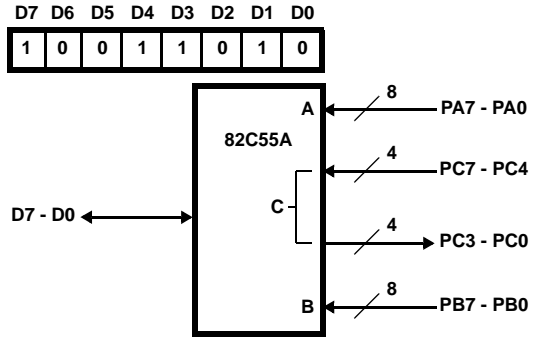 D7 D6 D5 D4 D3 D2 D1 D0
1 0 0 1 1 0 1 0
8
A PA7 - PA0
82C55A
4
PC7 - PC4
C
D7 - D0
4
PC3 - PC0
8
B PB7 - PB0